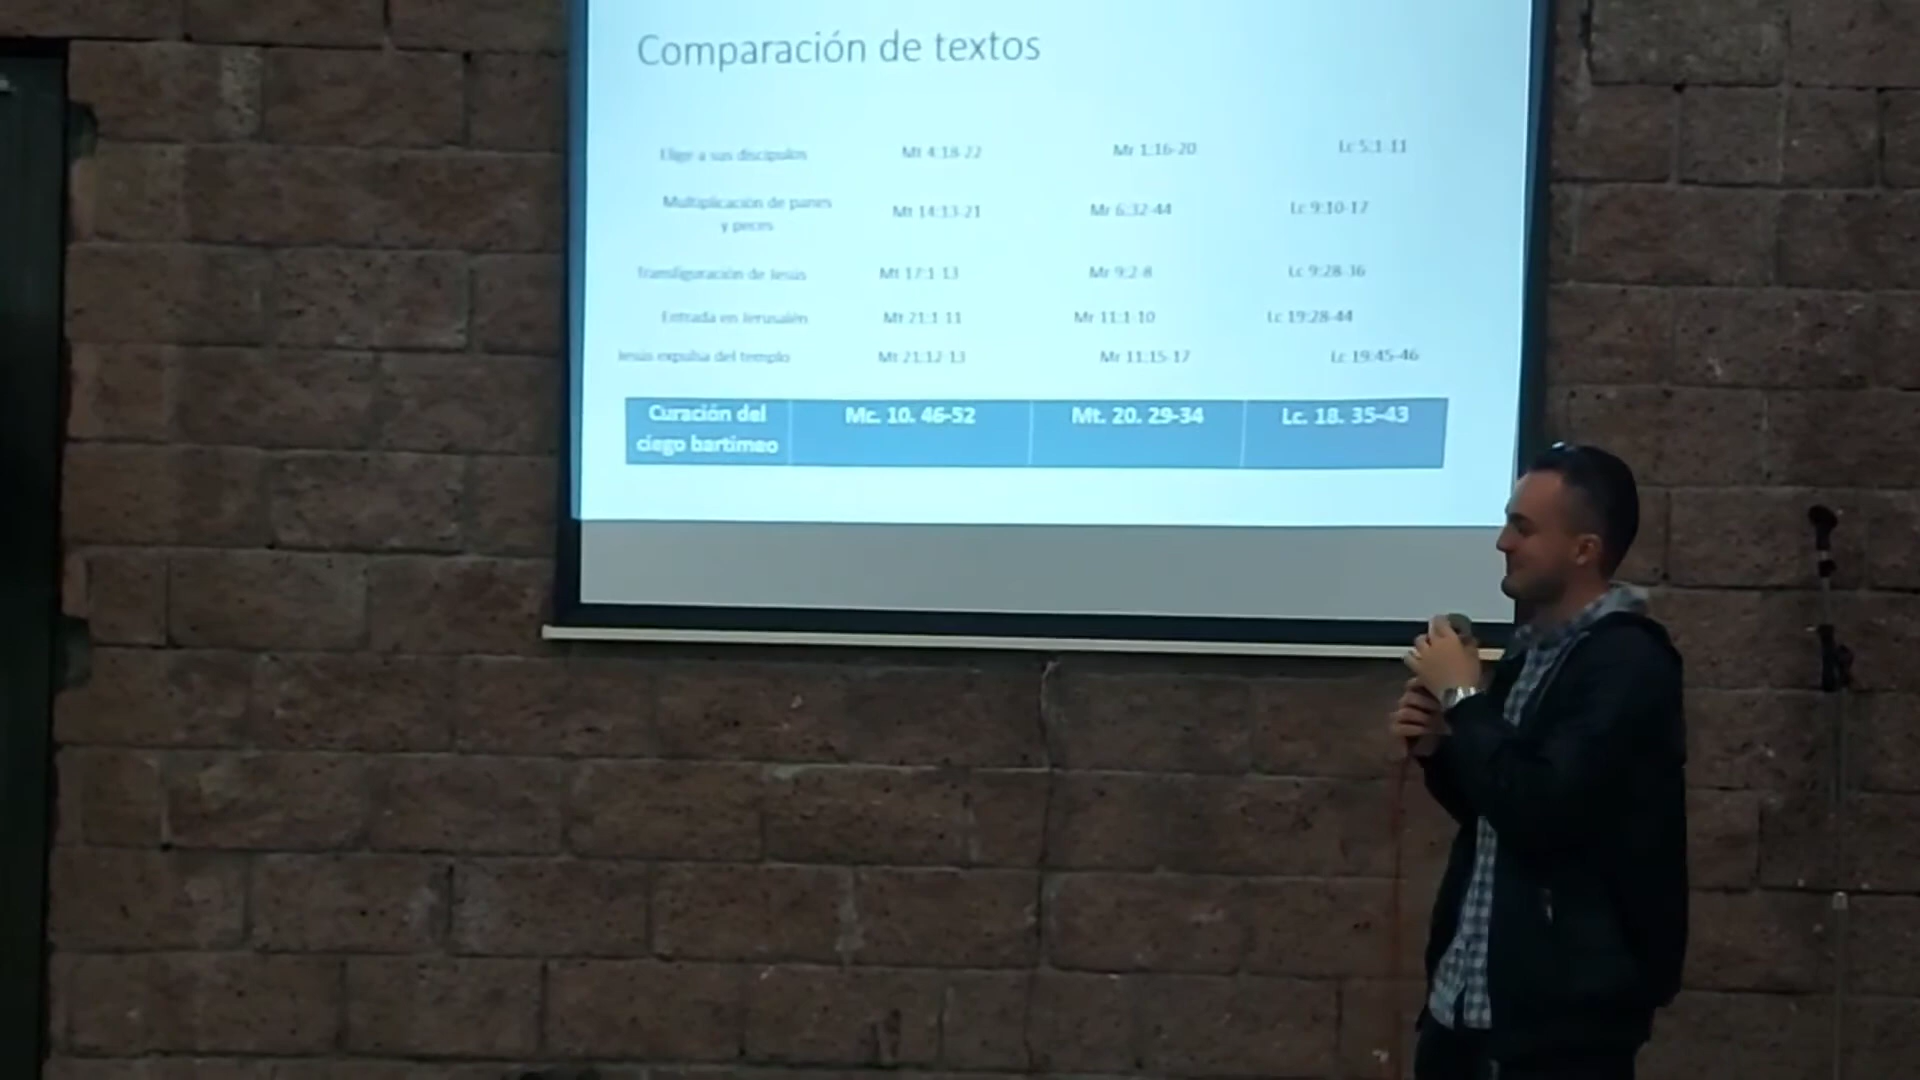 Comparación de textos
Elige a sus discipulos Mt 4:18-22 Mr 1:16-20 Lc 5:1-11
Multiplicación de panes
y peces
Mt 14:13-21 Mr 6:32-44 Lc 9:10-17
Transfiguración de Jesús Mt 17:1-13 Mr 9:2-8 Lc 9:28-36
Entrada en Jerusalén Mt 21:1-11 Mr 11:1-10 Lc 19:28-44
Jesús expulsa del templo Mt 21:12-13 Mr 11:15-17 Lc 19:45-46
Curación del
ciego bartimeo
Mc. 10. 46-52 Mt. 20. 29-34 Lc. 18. 35-43